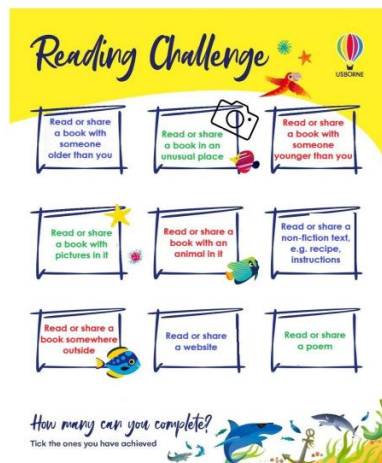 Reading Challenge
USBORNE
Read or share
a book with
someone
older than you
Read or share
a book in an
unusual place
Read or share
a book with
someone
younger than you
Read or share
a book with
pictures in it
Read or share a
book with an
animal in it
Read or share a
non-fiction text,
e.g. recipe,
instructions
Read or share a
book somewhere
outside
Read or share
a website
Read or share
a poem
How many can you complete?
Tick the ones you have achieved